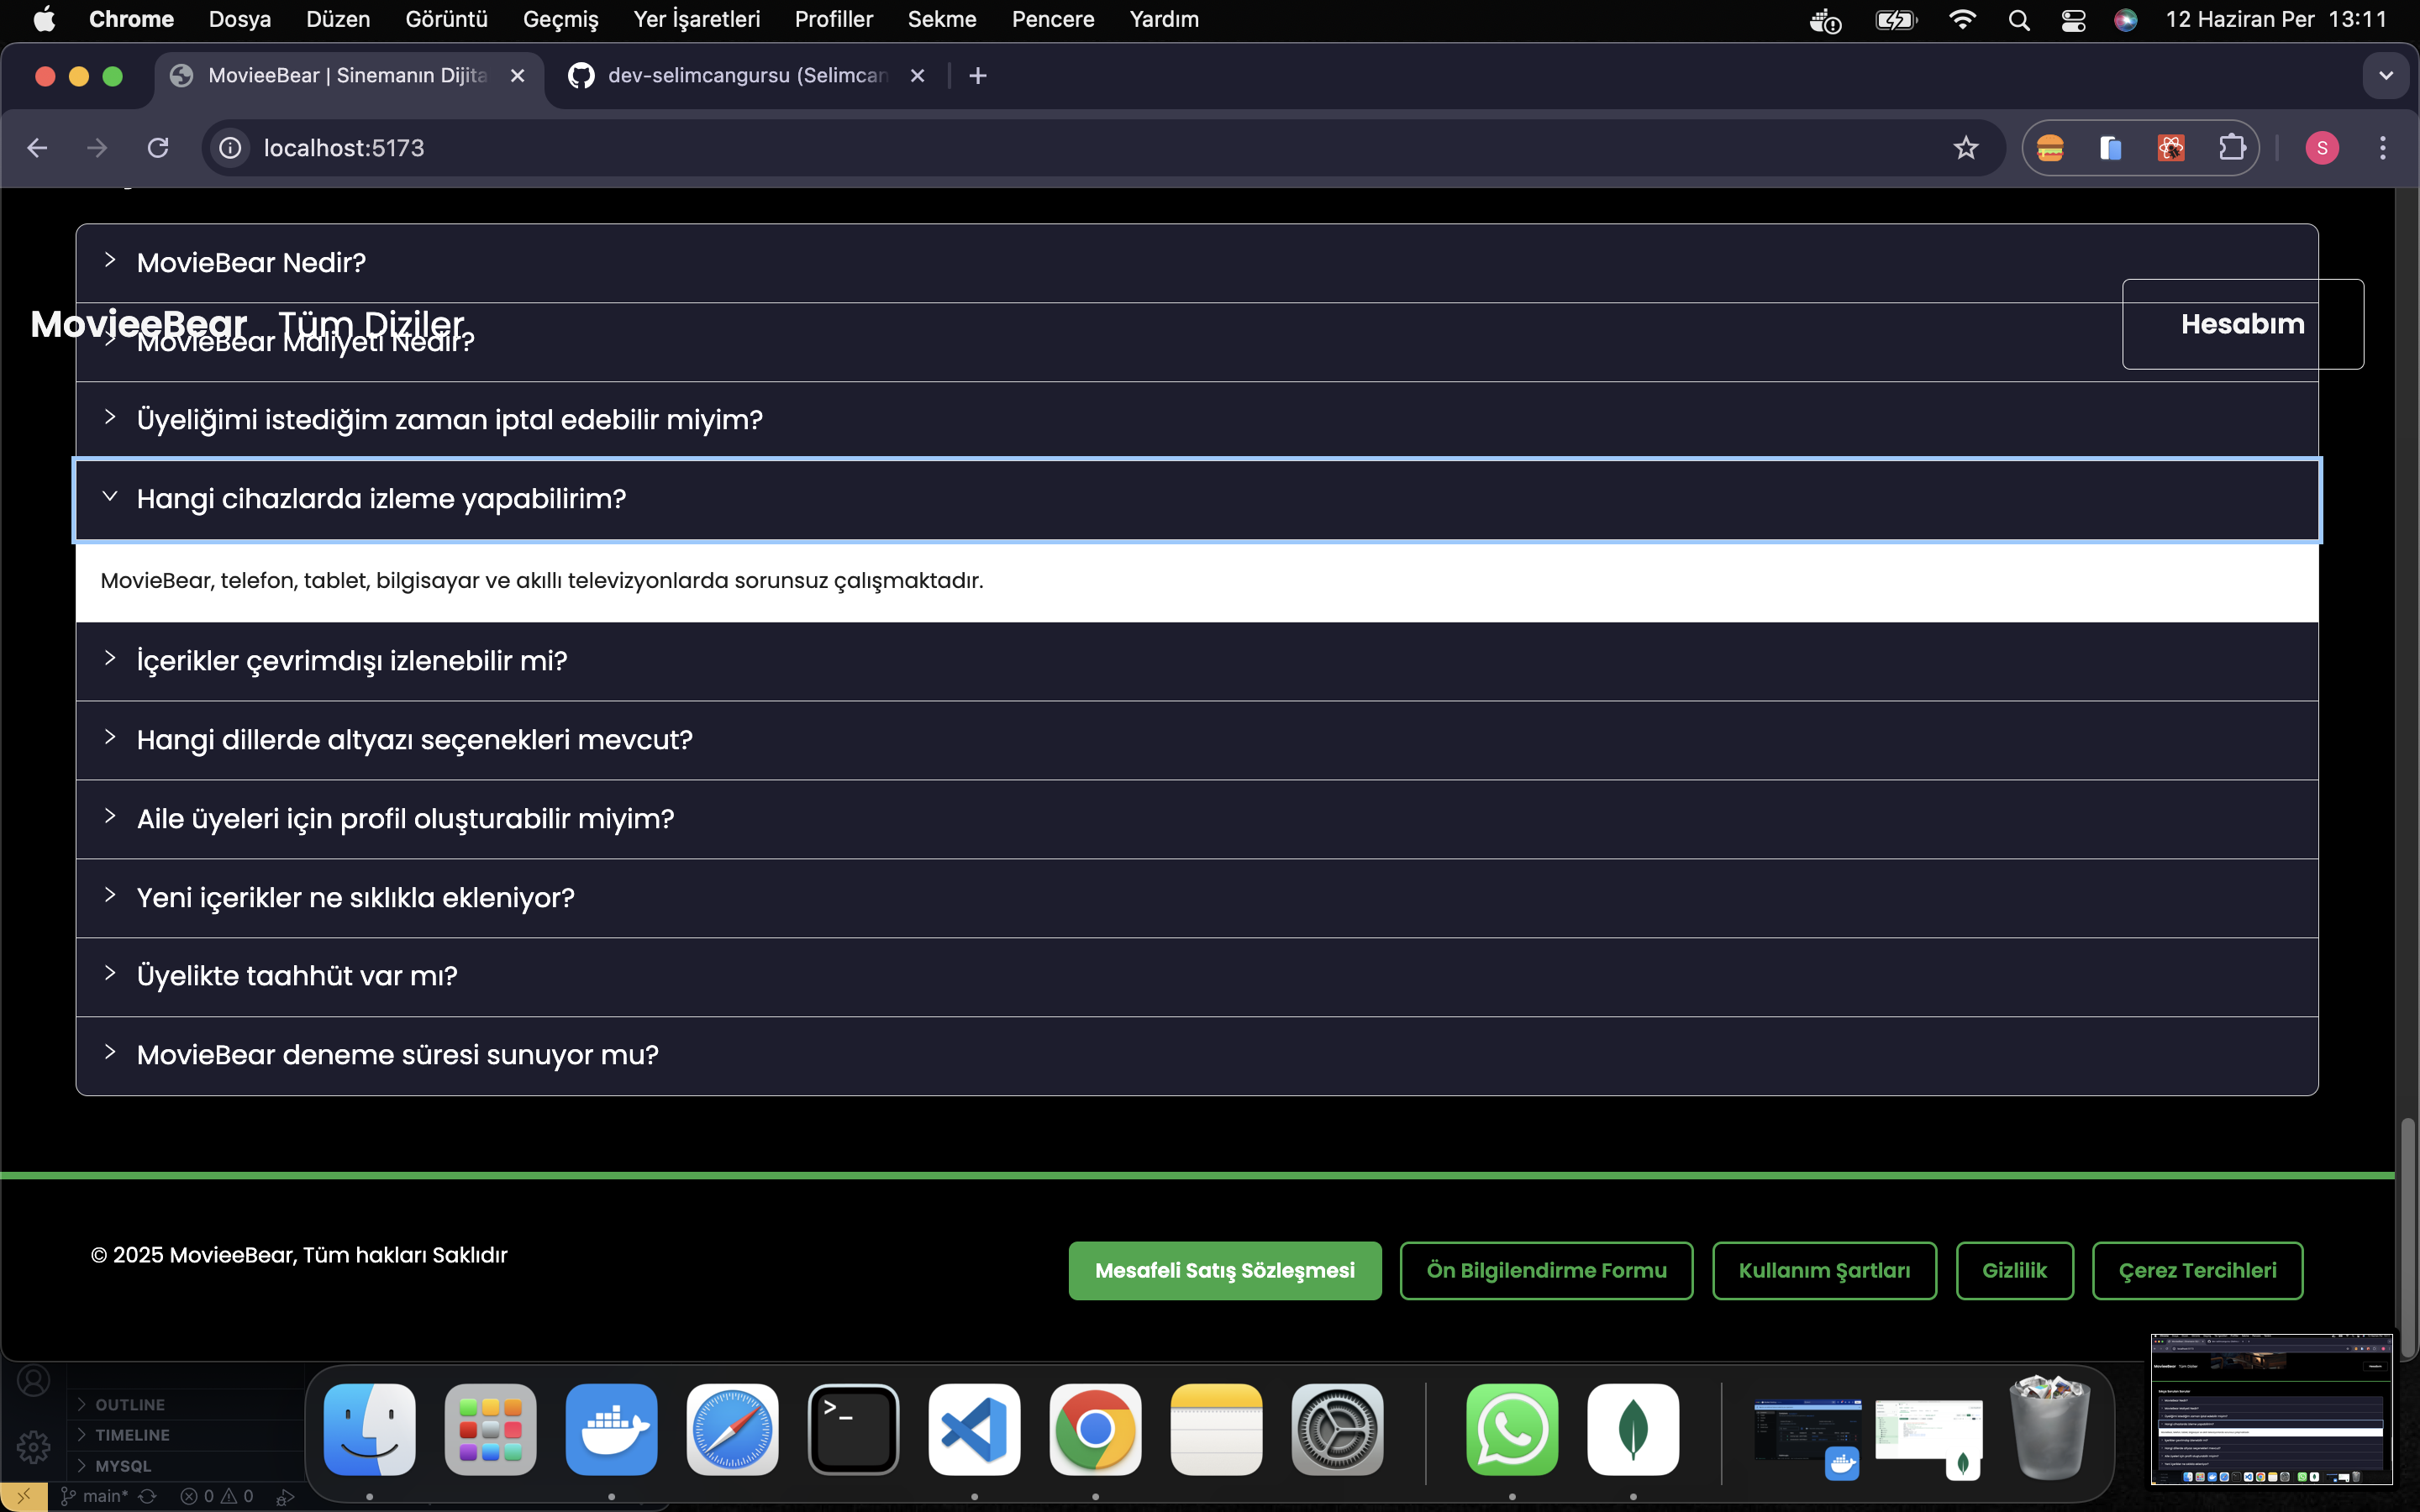 Chrome Dosya Düzen Görüntü Geçmiş Yer İşaretleri Profiller Sekme Pencere Yardım 12 Haziran Per 13:11
MovieeBear | Sinemanın Dijita
dev-selimcangursu (Selimcan
localhost:5173
S
MovieBear Nedir?
MovieeBear Tüm Diziler
Hesabım
MovieBear Maliyeti Nedir?
Üyeliğimi istediğim zaman iptal edebilir miyim?
Hangi cihazlarda izleme yapabilirim?
MovieBear, telefon, tablet, bilgisayar ve akıllı televizyonlarda sorunsuz çalışmaktadır.
İçerikler çevrimdışı izlenebilir mi?
Hangi dillerde altyazı seçenekleri mevcut?
Aile üyeleri için profil oluşturabilir miyim?
Yeni içerikler ne sıklıkla ekleniyor?
Üyelikte taahhüt var mı?
MovieBear deneme süresi sunuyor mu?
© 2025 MovieeBear, Tüm hakları Saklıdır
Mesafeli Satış Sözleşmesi
Ön Bilgilendirme Formu
Kullanım Şartları
Gizlilik
Çerez Tercihleri
OUTLINE
TIMELINE
MYSQL
main* 0 0